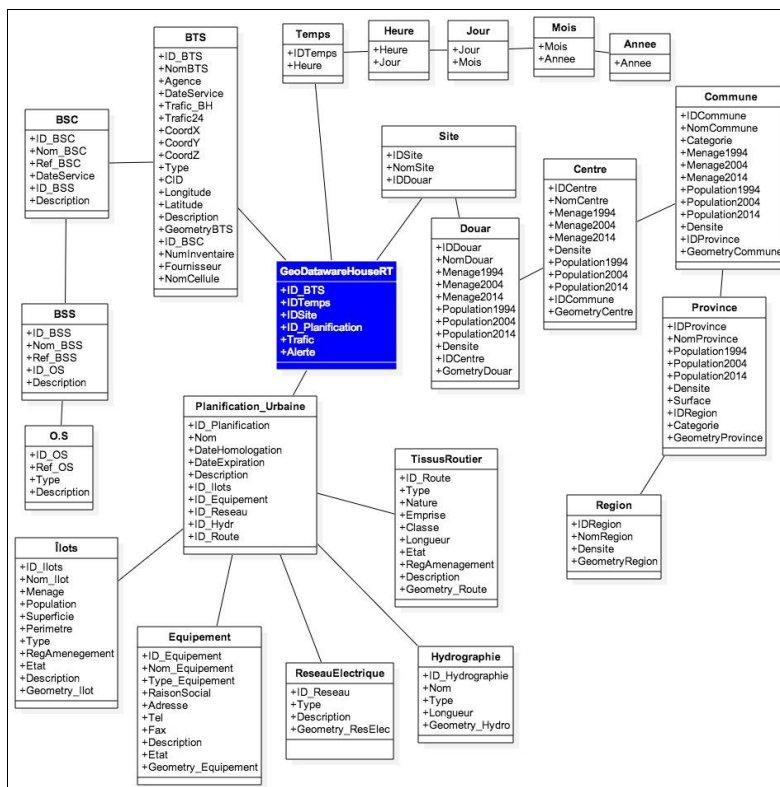 BTS
+ID_BTS
+NomBTS
+Agence
+DateService
+Trafic_BH
+Trafic24
+CoordX
+CoordY
+CoordZ
+Type
+CID
+Longitude
+Latitude
+Description
+GeometryBTS
+ID_BSC
+NumInventaire
+Fournisseur
+NomCellule
Temps
+IDTemps
+Heure
Heure
+Heure
+Jour
Jour
+Jour
+Mois
Mois
+Mois
+Annee
Annee
+Annee
BSC
+ID_BSC
+Nom_BSC
+Ref_BSC
+DateService
+ID_BSS
+Description
Site
+IDSite
+NomSite
+IDDouar
Centre
+IDCentre
+NomCentre
+Menage1994
+Menage2004
+Menage2014
+Densite
+Population1994
+Population2004
+Population2014
+IDCommune
+GeometryCentre
Commune
+IDCommune
+NomCommune
+Categorie
+Menage1994
+Menage2004
+Menage2014
+Population1994
+Population2004
+Population2014
+Densite
+IDProvince
+GeometryCommune
Douar
+IDDouar
+NomDouar
+Menage1994
+Menage2004
+Menage2014
+Population1994
+Population2004
+Population2014
+Densite
+IDCentre
+GometryDouar
GeoDatawareHouseRT
+ID_BTS
+IDTemps
+IDSite
+ID_Planification
+Trafic
+Alerte
BSS
+ID_BSS
+Nom_BSS
+Ref_BSS
+ID_OS
+Description
Province
+IDProvince
+NomProvince
+Population1994
+Population2004
+Population2014
+Densite
+Surface
+IDRegion
+Categorie
+GeometryProvince
O.S
+ID_OS
+Ref_OS
+Type
+Description
Planification_Urbaine
+ID_Planification
+Nom
+DateHomologation
+DateExpiration
+Description
+ID_Ilots
+ID_Equipement
+ID_Reseau
+ID_Hydr
+ID_Route
TissusRoutier
+ID_Route
+Type
+Nature
+Emprise
+Classe
+Longueur
+Etat
+RegAmenagement
+Description
+Geometry_Route
Region
+IDRegion
+NomRegion
+Densite
+GeometryRegion
Îlots
+ID_Ilots
+Nom_Ilot
+Menage
+Population
+Superficie
+Perimetre
+Type
+RegAmenegement
+Etat
+Description
+Geometry_Ilot
Equipement
+ID_Equipement
+Nom_Equipement
+Type_Equipement
+RaisonSocial
+Adresse
+Tel
+Fax
+Description
+Etat
+Geometry_Equipement
ReseauElectrique
+ID_Reseau
+Type
+Description
+Geometry_ResElec
Hydrographie
+ID_Hydrographie
+Nom
+Type
+Longueur
+Geometry_Hydro